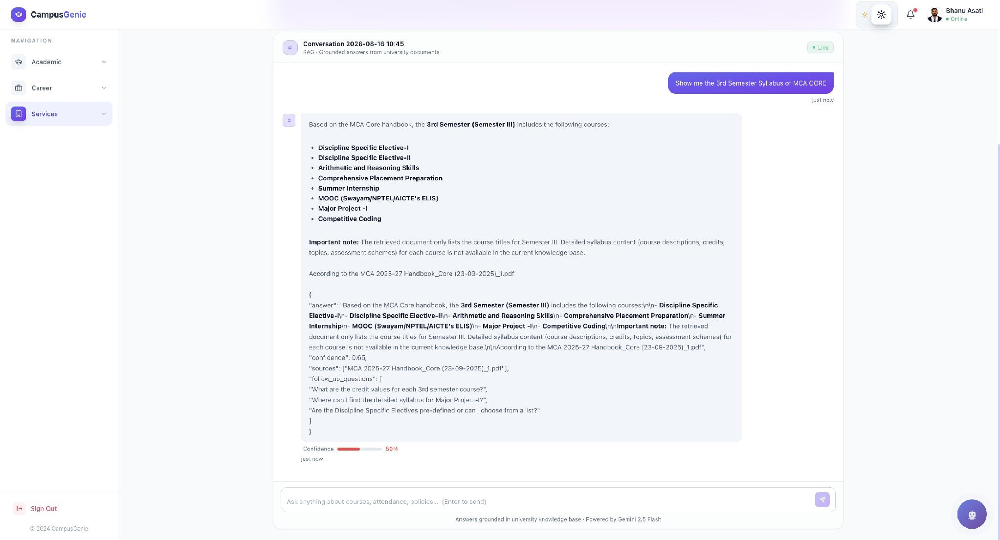 CampusGenie
Bhanu Asati
Online
NAVIGATION
Academic
Career
Services
Conversation 2026-08-16 10:45
RAG · Grounded answers from university documents
Live
Show me the 3rd Semester Syllabus of MCA CORE
just now
Based on the MCA Core handbook, the 3rd Semester (Semester III) includes the following courses:
• Discipline Specific Elective-I
• Discipline Specific Elective-II
• Arithmetic and Reasoning Skills
• Comprehensive Placement Preparation
• Summer Internship
• MOOC (Swayam/NPTEL/AICTE's ELIS)
• Major Project -I
• Competitive Coding
Important note: The retrieved document only lists the course titles for Semester III. Detailed syllabus content (course descriptions, credits,
topics, assessment schemes) for each course is not available in the current knowledge base.
According to the MCA 2025-27 Handbook_Core (23-09-2025)_1.pdf
{
"answer": "Based on the MCA Core handbook, the 3rd Semester (Semester III) includes the following courses:\n\n- Discipline Specific
Elective-I\n- Discipline Specific Elective-II\n- Arithmetic and Reasoning Skills\n- Comprehensive Placement Preparation\n- Summer
Internship\n- MOOC (Swayam/NPTEL/AICTE's ELIS)\n- Major Project -I\n- Competitive Coding\n\nImportant note: The retrieved
document only lists the course titles for Semester III. Detailed syllabus content (course descriptions, credits, topics, assessment schemes) for
each course is not available in the current knowledge base.\n\nAccording to the MCA 2025-27 Handbook_Core (23-09-2025)_1.pdf",
"confidence": 0.65,
"sources": ["MCA 2025-27 Handbook_Core (23-09-2025)_1.pdf"],
"follow_up_questions": [
"What are the credit values for each 3rd semester course?",
"Where can I find the detailed syllabus for Major Project-I?",
"Are the Discipline Specific Electives pre-defined or can I choose from a list?"
]
}
Confidence 50%
just now
Ask anything about courses, attendance, policies... (Enter to send)
Answers grounded in university knowledge base · Powered by Gemini 2.5 Flash
Sign Out
© 2024 CampusGenie